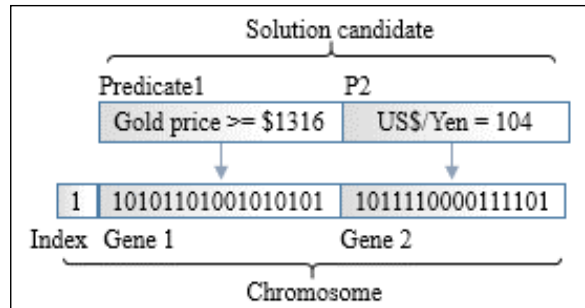 Solution candidate
Predicate1 P2
Gold price >= $1316 US$/Yen = 104
1 10101101001010101 1011110000111101
Index Gene 1 Gene 2
Chromosome